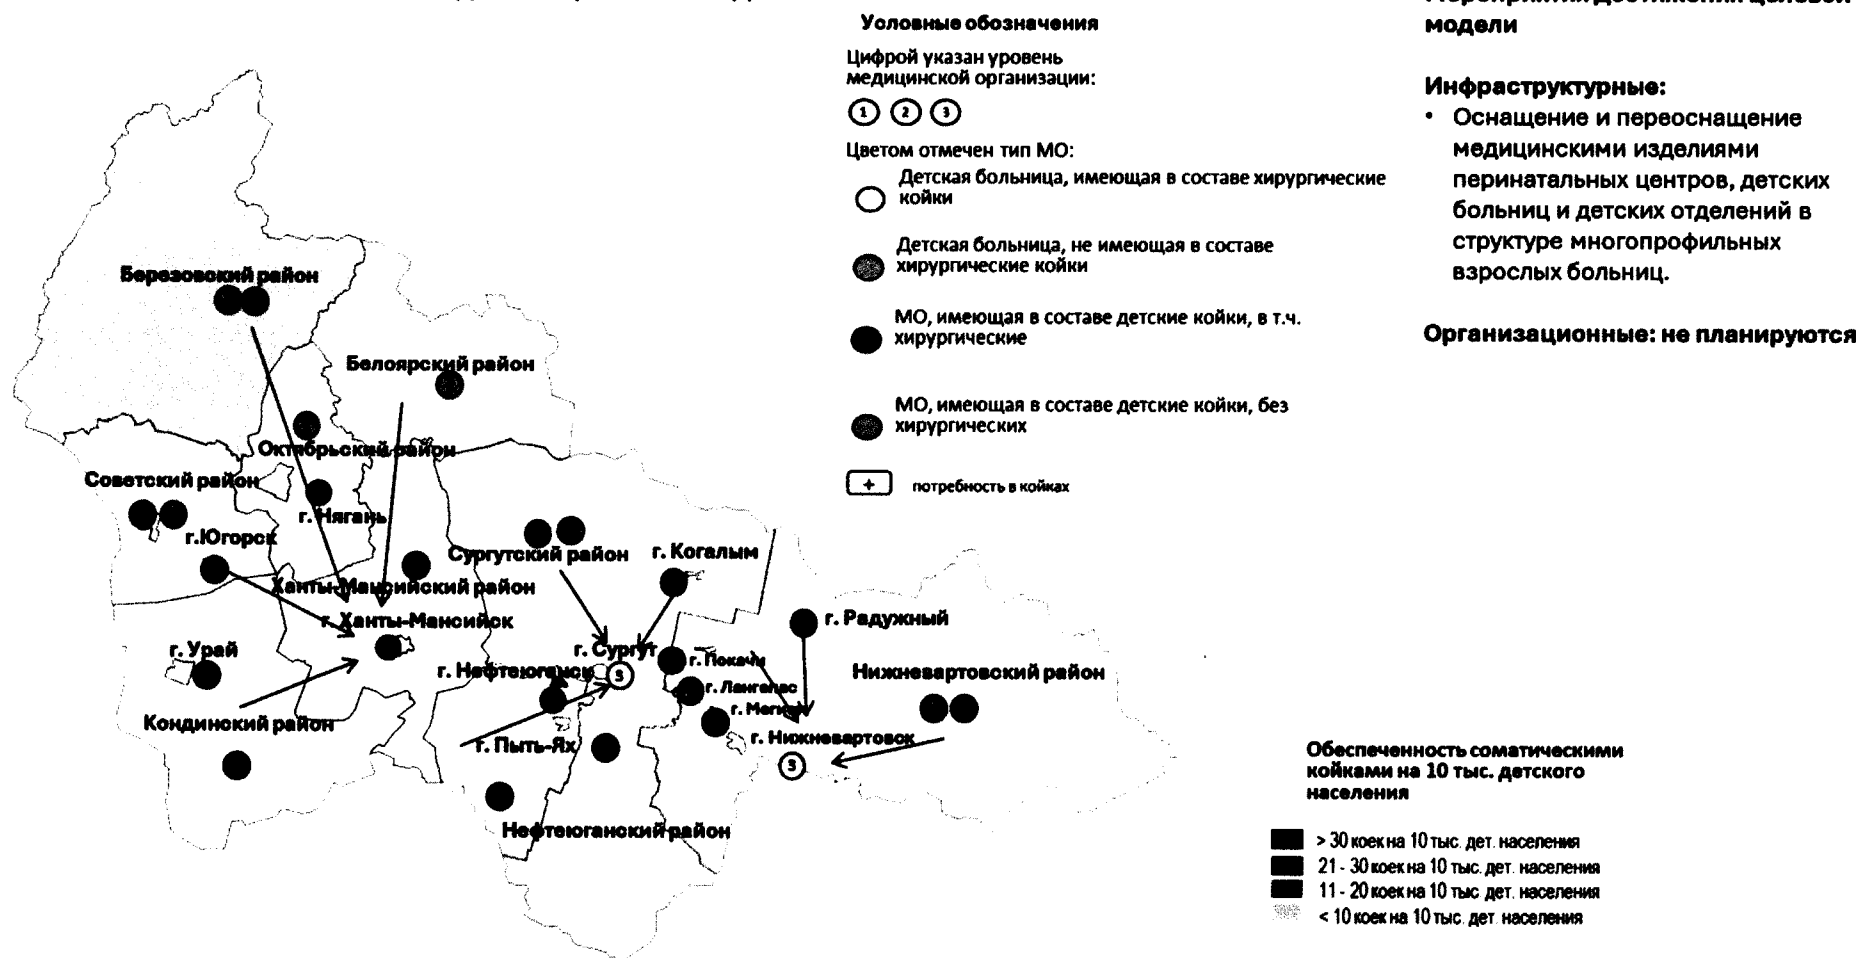 Условные обозначения
Цифрой указан уровень
медицинской организации:
1 2 3
Цветом отмечен тип МО:
Детская больница, имеющая в составе хирургические
койки
Детская больница, не имеющая в составе
хирургические койки
МО, имеющая в составе детские койки, в т.ч.
хирургические
МО, имеющая в составе детские койки, без
хирургических
+ потребность в койках
модели
Инфраструктурные:
• Оснащение и переоснащение
медицинскими изделиями
перинатальных центров, детских
больниц и детских отделений в
структуре многопрофильных
взрослых больниц.
Организационные: не планируются
Березовский район
Белоярский район
Октябрьский район
Советский район
г. Нягань
г.Югорск
Сургутский район
г. Когалым
Ханты-Мансийский район
г. Ханты-Мансийск
г. Радужный
г. Урай
г. Сургут
3
г. Покачи
г. Нефтеюганск
Нижневартовский район
г. Лангепас
г. Мегион
Кондинский район
г. Пыть-Ях
г. Нижневартовск
3
Нефтеюганский район
Обеспеченность соматическими
койками на 10 тыс. детского
населения
> 30 коек на 10 тыс. дет. населения
21 - 30 коек на 10 тыс. дет. населения
11 - 20 коек на 10 тыс. дет. населения
< 10 коек на 10 тыс. дет. населения